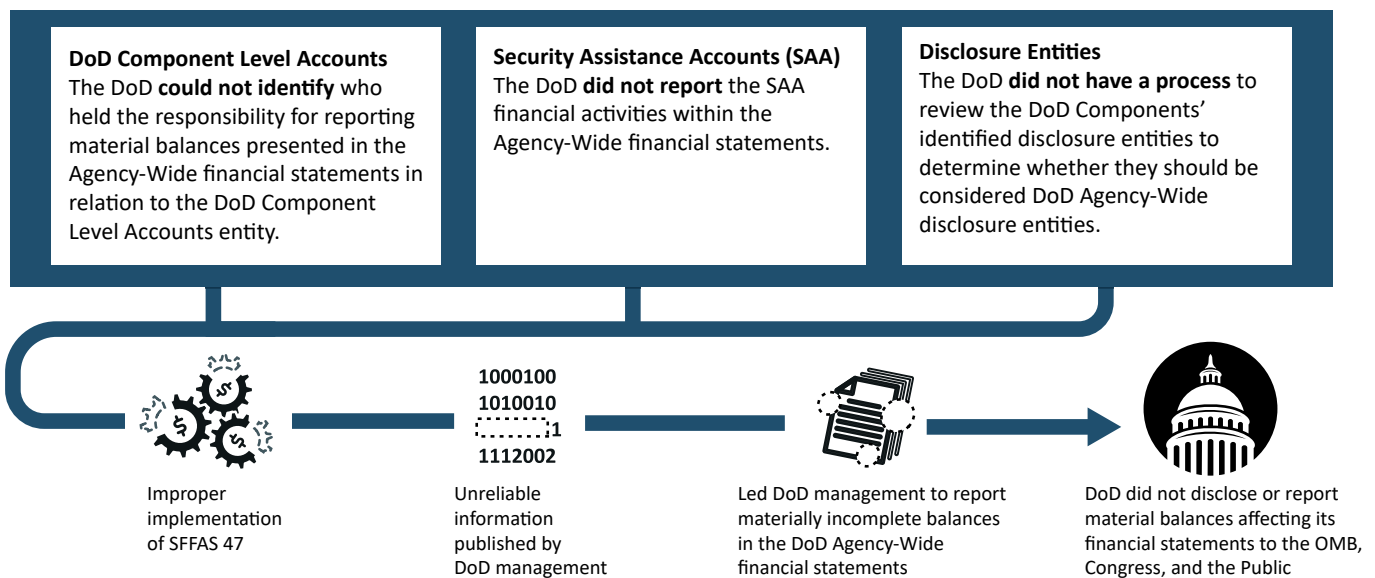 DoD Component Level Accounts
The DoD could not identify who
held the responsibility for reporting
material balances presented in the
Agency-Wide financial statements in
relation to the DoD Component
Level Accounts entity.
Security Assistance Accounts (SAA)
The DoD did not report the SAA
financial activities within the
Agency-Wide financial statements.
Disclosure Entities
The DoD did not have a process to
review the DoD Components’
identified disclosure entities to
determine whether they should be
considered DoD Agency-Wide
disclosure entities.
$
$
$
1000100
1010010
1
1112002
Improper
implementation
of SFFAS 47
Unreliable
information
published by
DoD management
Led DoD management to report
materially incomplete balances
in the DoD Agency-Wide
financial statements
DoD did not disclose or report
material balances affecting its
financial statements to the OMB,
Congress, and the Public